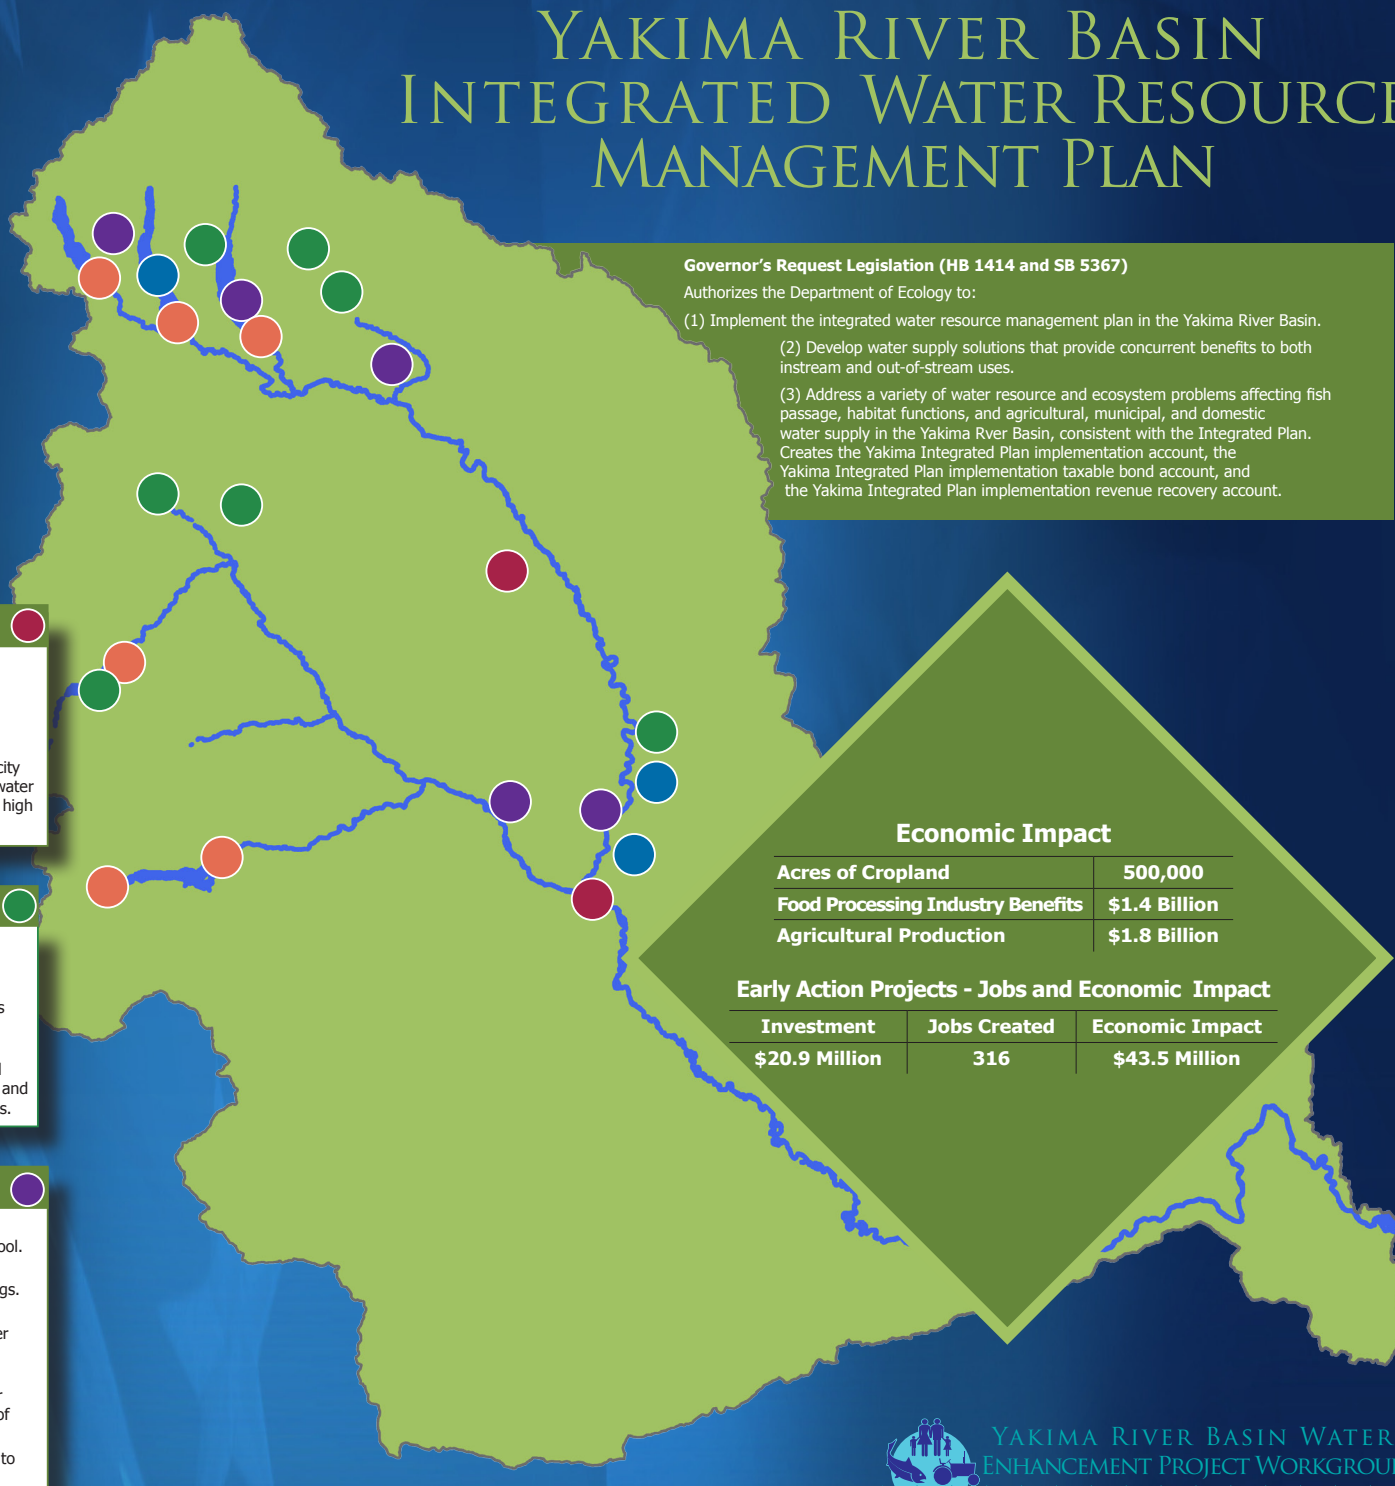 YAKIMA RIVER BASIN
INTEGRATED WATER RESOURCE
MANAGEMENT PLAN
Governor's Request Legislation (HB 1414 and SB 5367)
Authorizes the Department of Ecology to:
(1) Implement the integrated water resource management plan in the Yakima River Basin.
(2) Develop water supply solutions that provide concurrent benefits to both
instream and out-of-stream uses.
(3) Address a variety of water resource and ecosystem problems affecting fish
passage, habitat functions, and agricultural, municipal, and domestic
water supply in the Yakima Rver Basin, consistent with the Integrated Plan.
Creates the Yakima Integrated Plan implementation account, the
Yakima Integrated Plan implementation taxable bond account, and
the Yakima Integrated Plan implementation revenue recovery account.
water
high
and
Economic Impact
Acres of Cropland 500,000
Food Processing Industry Benefits $1.4 Billion
Agricultural Production $1.8 Billion
Early Action Projects - Jobs and Economic Impact
Investment Jobs Created Economic Impact
$20.9 Million 316 $43.5 Million
of
to
YAKIMA RIVER BASIN WATER
ENHANCEMENT PROJECT WORKGROUP